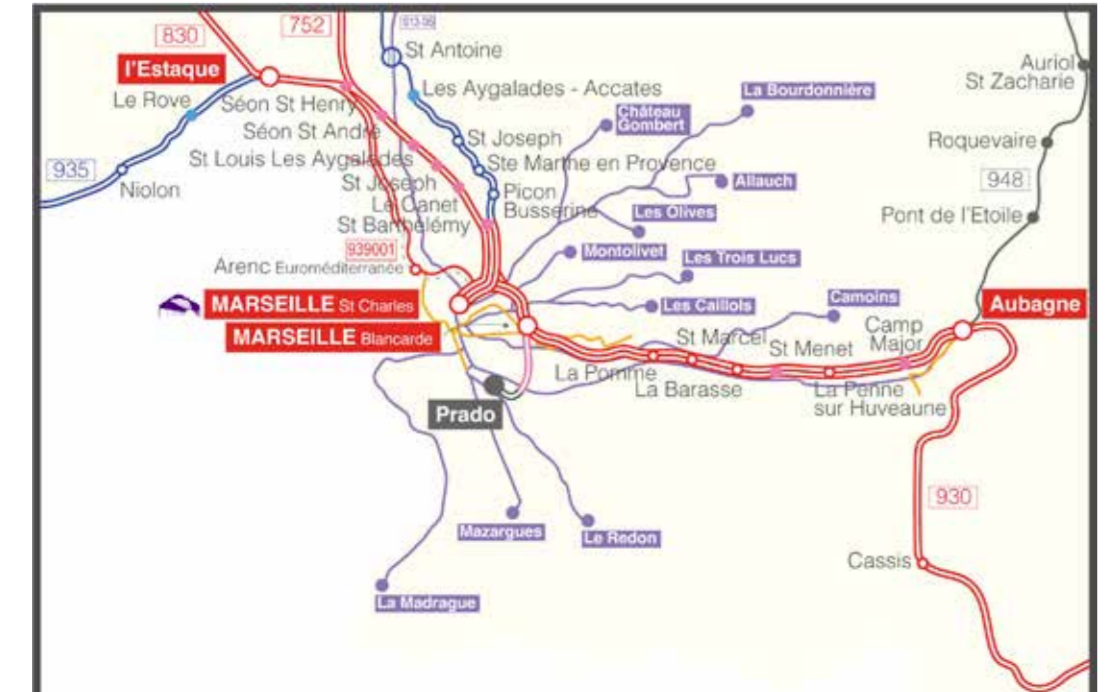 830
752
St Antoine
l'Estaque
Le Rove
Séon St Henry
Les Aygalades - Accates
La Bourdonnière
Château
Gombert
Auriol
St Zacharie
Séon St André
St Joseph
Roquevaire
935
St Louis Les Aygalades
Ste Marthe en Provence
Niolon
St Joseph
Picon
Busserine
Allauch
948
Le Canet
St Barthélémy
Les Olives
Pont de l'Etoile
939001
Montolivet
Arenc Euroméditerranée
Les Trois Lucs
MARSEILLE St Charles
Les Caillols
Camoins
Aubagne
MARSEILLE Blancarde
St Marcel
St Menet
Camp
Major
La Pomme
La Barasse
La Penne
sur Huveaune
Prado
930
Mazargues
Le Redon
Cassis
La Madrague